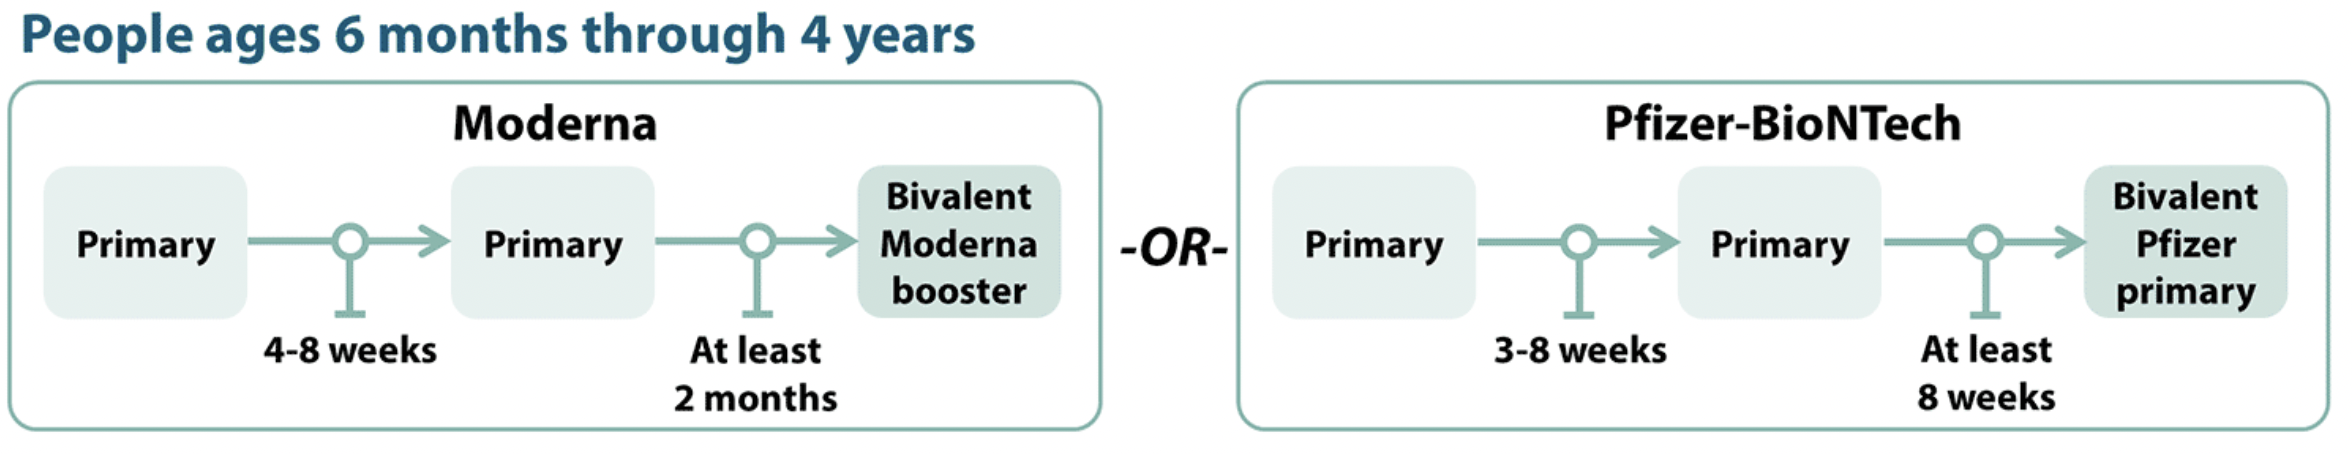 People ages 6 months through 4 years
Moderna
Primary
4-8 weeks
Primary
At least
2 months
Bivalent
Moderna
booster
-OR-
Pfizer-BioNTech
Primary
3-8 weeks
Primary
At least
8 weeks
Bivalent
Pfizer
primary